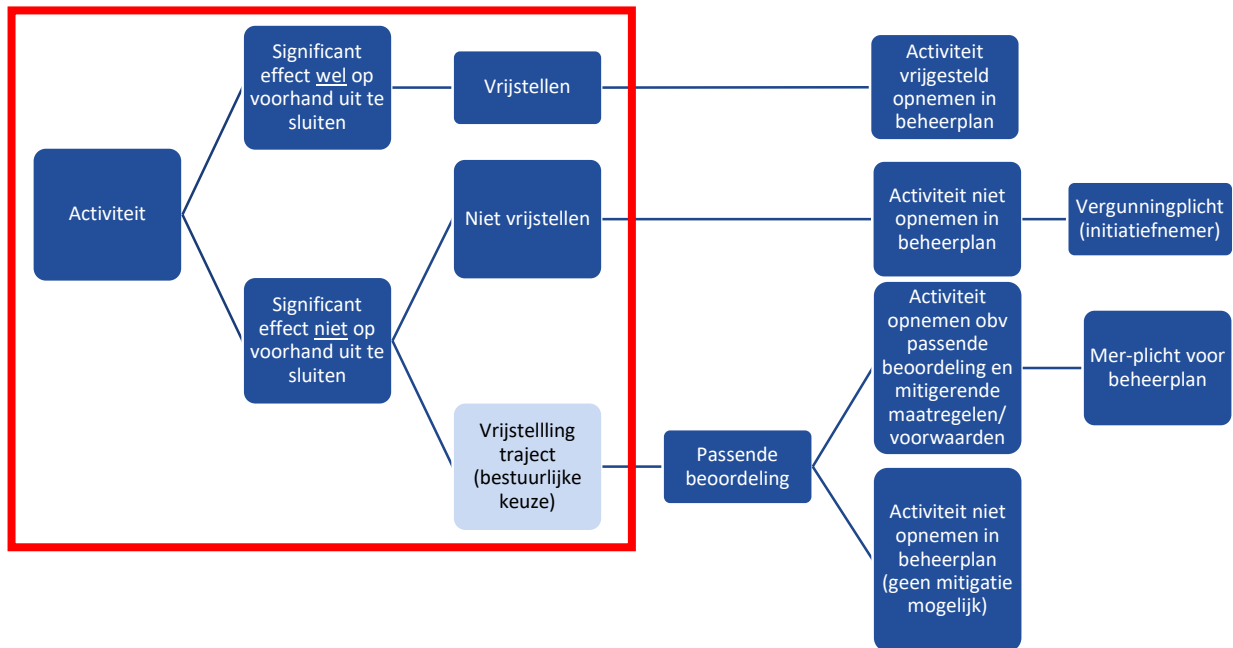 Activiteit
Significant
effect wel op
voorhand uit te
sluiten
Vrijstellen
Activiteit
vrijgesteld
opnemen in
beheerplan
Significant
effect niet op
voorhand uit te
sluiten
Niet vrijstellen
Activiteit niet
opnemen in
beheerplan
Vergunningplicht
(initiatiefnemer)
Vrijstellling
traject
(bestuurlijke
keuze)
Passende
beoordeling
Activiteit
opnemen obv
passende
beoordeling en
mitigerende
maatregelen/
voorwaarden
Mer-plicht voor
beheerplan
Activiteit niet
opnemen in
beheerplan
(geen mitigatie
mogelijk)